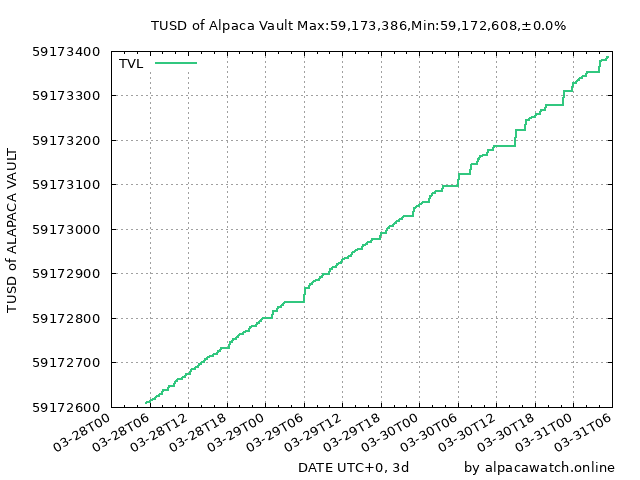 TUSD of Alpaca Vault Max:59,173,386,Min:59,172,608,±0.0%
TVL
59173400
59173300
59173200
59173100
59173000
59172900
59172800
59172700
59172600
TUSD of ALAPACA VAULT
03-28T00
03-28T06
03-28T12
03-28T18
03-29T00
03-29T06
03-29T12
03-29T18
03-30T00
03-30T06
03-30T12
03-30T18
03-31T00
03-31T06
DATE UTC+0, 3d
by alpacawatch.online